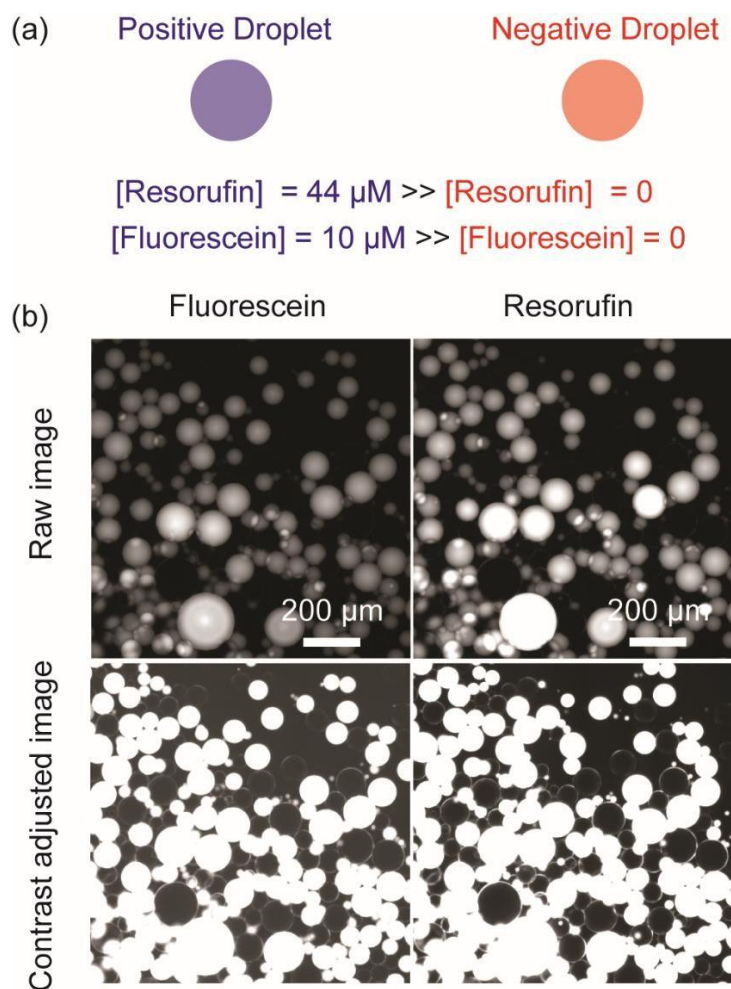 (a)
Positive Droplet
Negative Droplet
[Resorufin] = 44 µM >> [Resorufin] = 0
[Fluorescein] = 10 µM >> [Fluorescein] = 0
(b)
Fluorescein
Resorufin
Raw image
200 µm
200 µm
Contrast adjusted image